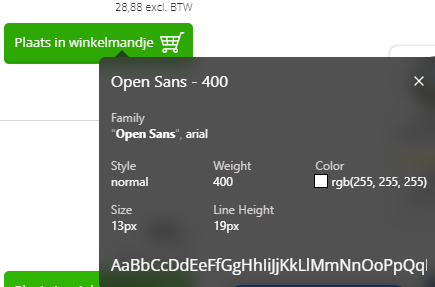 28,88 excl. BTW
Plaats in winkelmandje
Open Sans - 400
Family
"Open Sans", arial
Style Weight Color
normal 400 rgb(255, 255, 255)
Size Line Height
13px 19px
AaBbCcDdEeFfGgHhIiJjKkLlMmNnOoPpQq